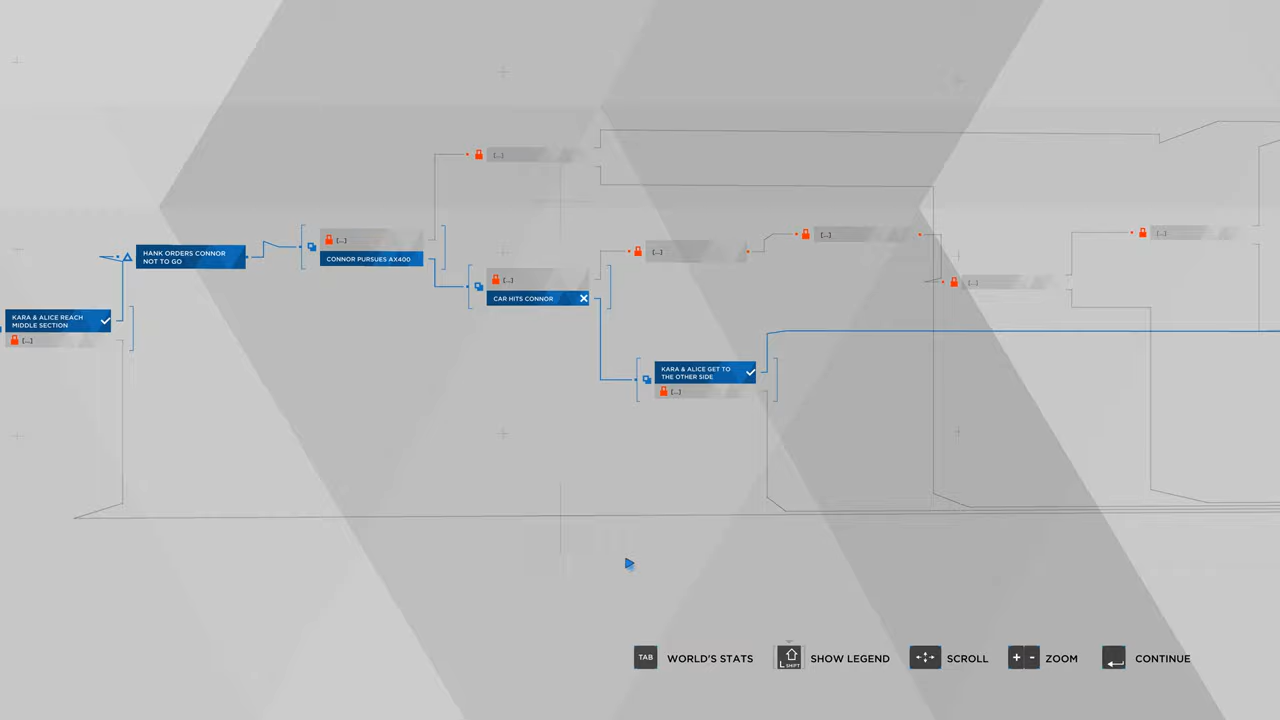 [...]
[...]
[...]
[...]
HANK ORDERS CONNOR
NOT TO GO
[...]
CONNOR PURSUES AX400
[...]
[...]
CAR HITS CONNOR
KARA & ALICE REACH
MIDDLE SECTION
[...]
KARA & ALICE GET TO
THE OTHER SIDE
[...]
TAB WORLD'S STATS
L SHIFT SHOW LEGEND
SCROLL
+ - ZOOM
CONTINUE